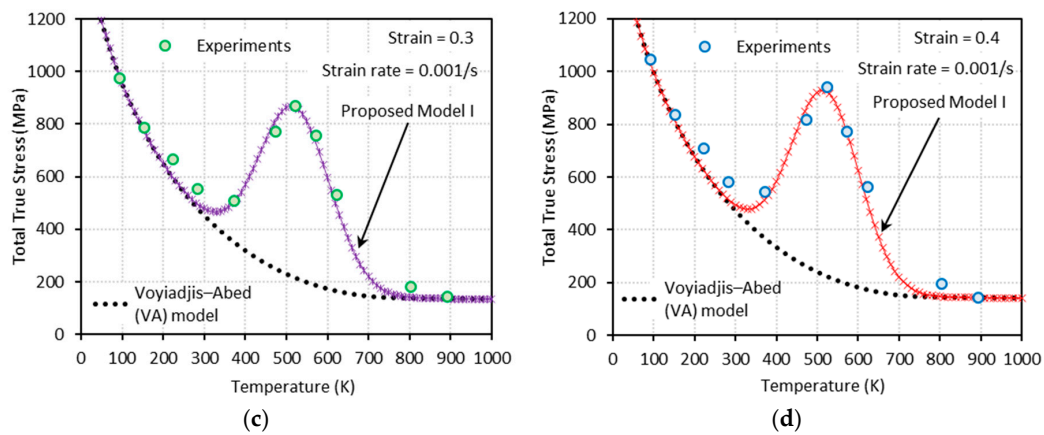 1200
1000
800
600
400
200
0
Total True Stress (MPa)
Experiments
Strain = 0.3
Strain rate = 0.001/s
Proposed Model I
Voyiadjis–Abed
(VA) model
0 100 200 300 400 500 600 700 800 900 1000
Temperature (K)
(c)
1200
1000
800
600
400
200
0
Total True Stress (MPa)
Experiments
Strain = 0.4
Strain rate = 0.001/s
Proposed Model I
Voyiadjis–Abed
(VA) model
0 100 200 300 400 500 600 700 800 900 1000
Temperature (K)
(d)